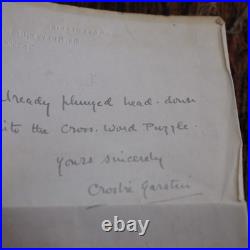 already plunged head-down
into the Cross-Word Puzzle.
Yours sincerely
Crosbie Garstin